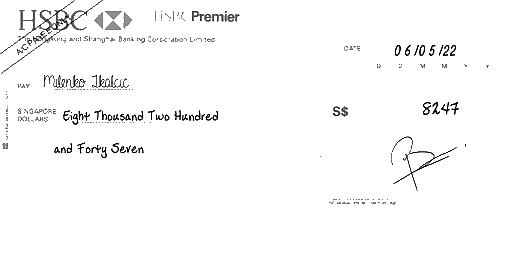 HSBC HSBC Premier
The Hongkong and Shanghai Banking Corporation Limited
A/C PAYEE ONLY
DATE 06/05/22
D D M M Y Y
PAY Milenko Ikalcic
SINGAPORE DOLLARS Eight Thousand Two Hundred
S$ 8247
and Forty Seven